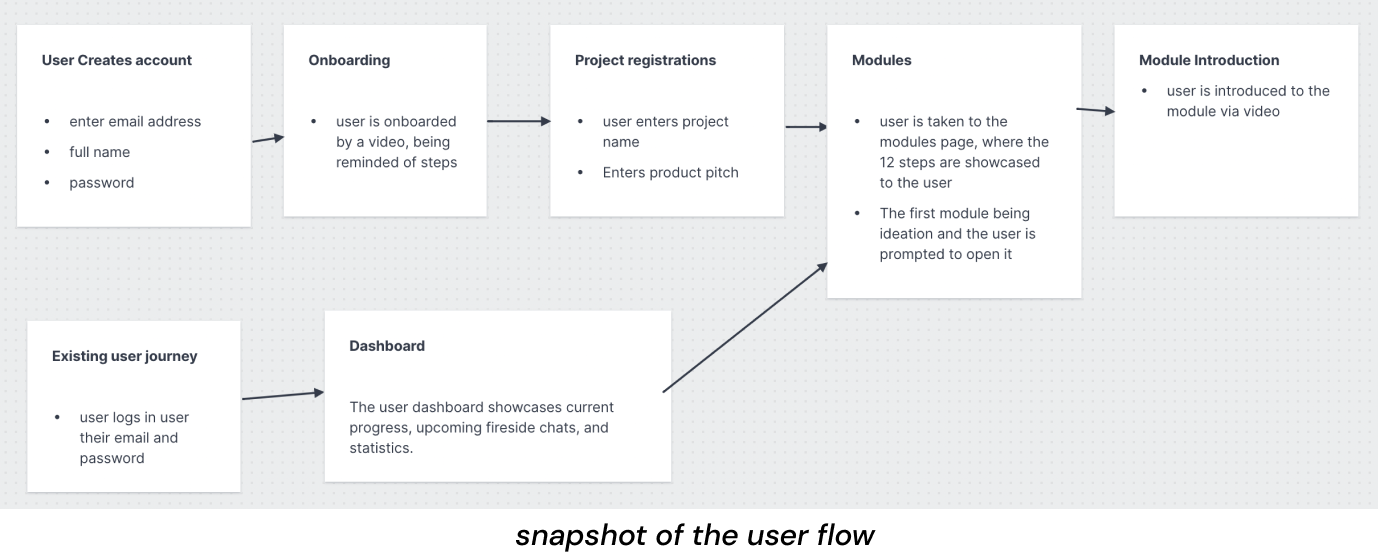 User Creates account
• enter email address
• full name
• password
Onboarding
• user is onboarded
by a video, being
reminded of steps
Project registrations
• user enters project
name
• Enters product pitch
Modules
• user is taken to the
modules page, where the
12 steps are showcased
to the user
• The first module being
ideation and the user is
prompted to open it
Module Introduction
• user is introduced to the
module via video
Existing user journey
• user logs in user
their email and
password
Dashboard
The user dashboard showcases current
progress, upcoming fireside chats, and
statistics.
snapshot of the user flow